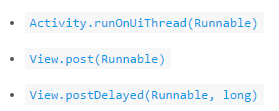 Activity.runOnUiThread(Runnable)
View.post(Runnable)
View.postDelayed(Runnable, long)